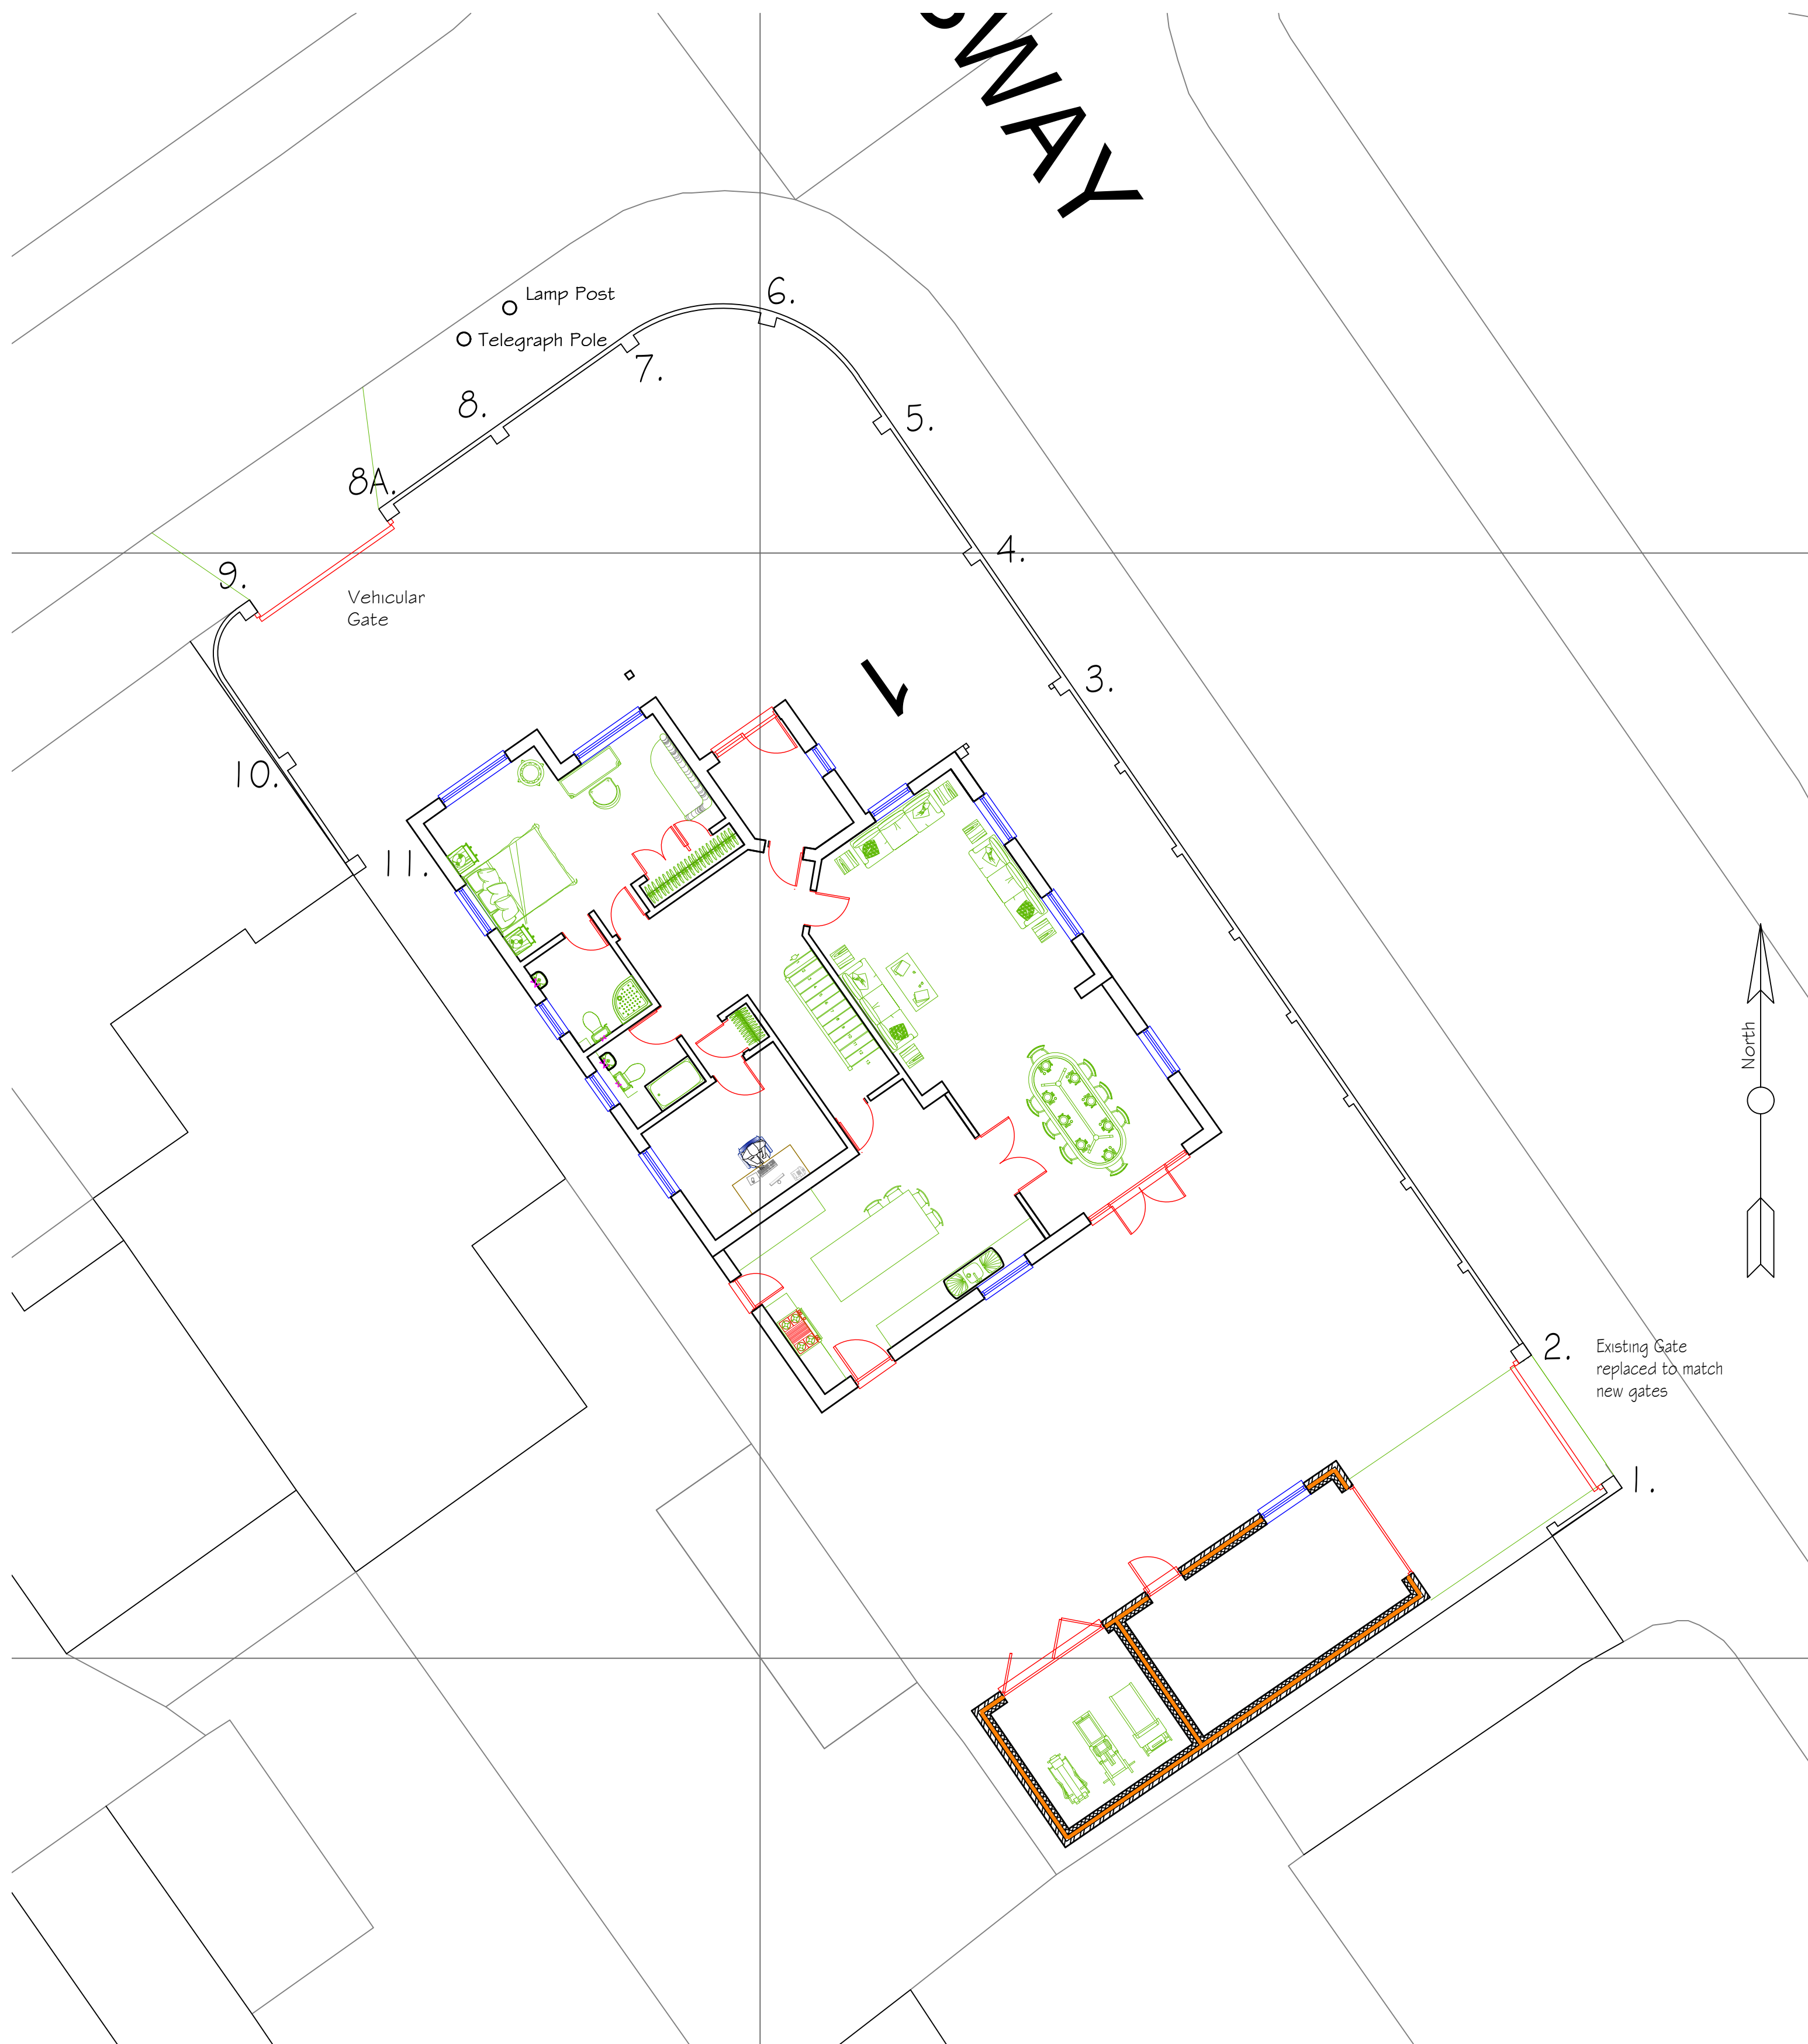 WAY
Lamp Post
Telegraph Pole
6.
7.
8.
5.
8A.
4.
9.
Vehicular
Gate
3.
1
10.
11.
North
2.
Existing Gate
replaced to match
new gates
1.